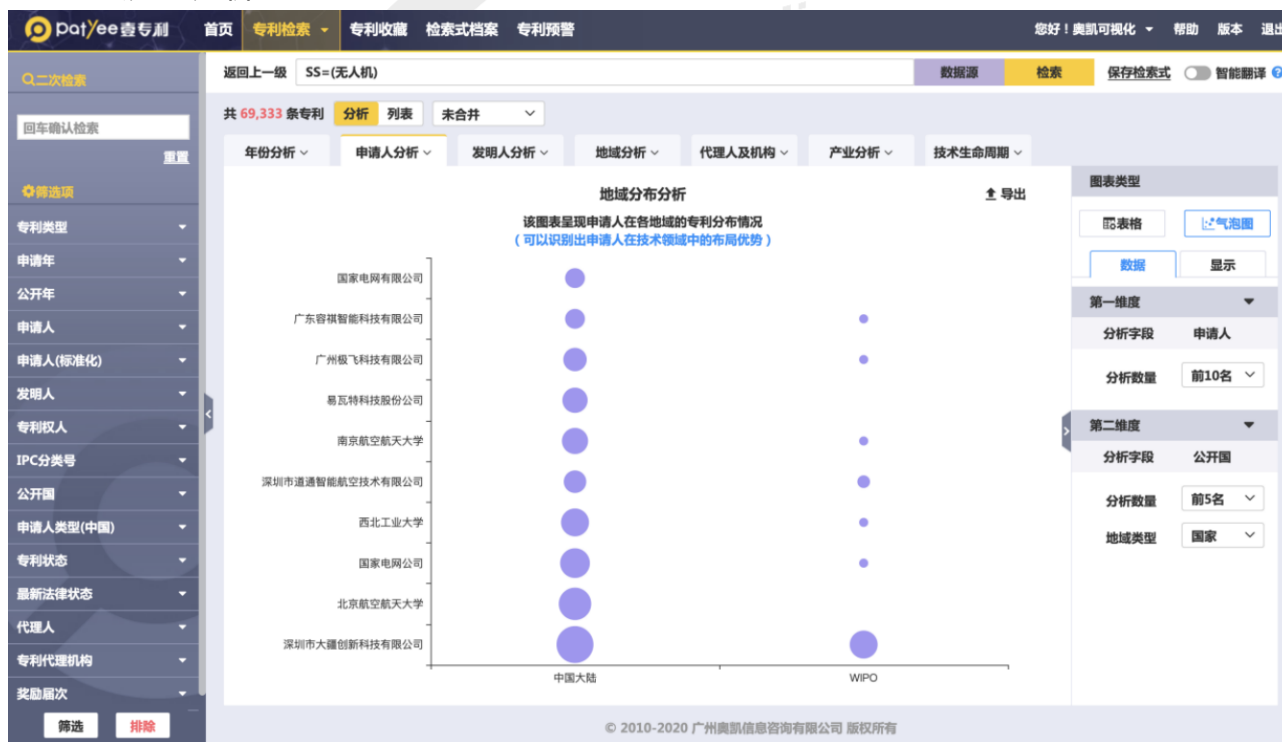 patyee壹专利 首页 专利检索 专利收藏 检索式档案 专利预警 您好！奥凯可视化 帮助 版本 退出
二次检索
回车确认检索
重置
筛选项
专利类型
申请年
公开年
申请人
申请人(标准化)
发明人
专利权人
IPC分类号
公开国
申请人类型(中国)
专利状态
最新法律状态
代理人
专利代理机构
奖励届次
筛选 排除
返回上一级 SS=(无人机) 数据源 检索 保存检索式 智能翻译
共 69,333 条专利 分析 列表 未合并
年份分析 申请人分析 发明人分析 地域分析 代理人及机构 产业分析 技术生命周期
地域分布分析 导出
该图表呈现申请人在各地域的专利分布情况
(可以识别出申请人在技术领域中的布局优势)
国家电网有限公司
广东容祺智能科技有限公司
广州极飞科技有限公司
易瓦特科技股份公司
南京航空航天大学
深圳市道通智能航空技术有限公司
西北工业大学
国家电网公司
北京航空航天大学
深圳市大疆创新科技有限公司
中国大陆 WIPO
图表类型
表格 气泡图
数据 显示
第一维度
分析字段 申请人
分析数量 前10名
第二维度
分析字段 公开国
分析数量 前5名
地域类型 国家
© 2010-2020 广州奥凯信息咨询有限公司 版权所有